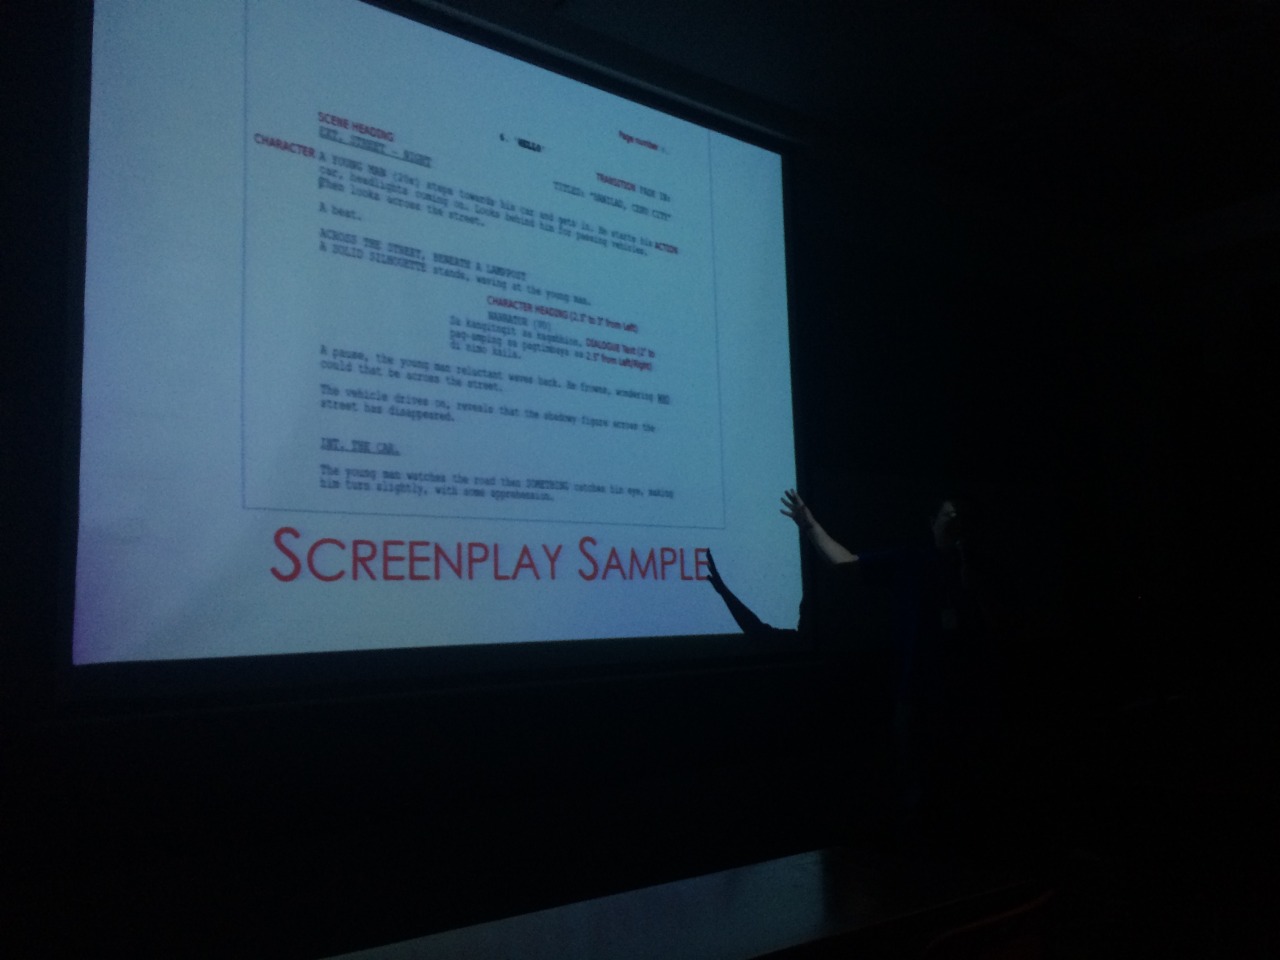 SCENE HEADING
4. "HELLO"
Page number
EXT. STREET - NIGHT
TRANSITION FADE IN:
TITLES: "BANILAD, CEBU CITY"
CHARACTER A YOUNG MAN (20s) steps towards his car and gets in. He starts his ACTION
car, headlights coming on. Looks behind him for passing vehicles.
Then looks across the street.
A beat.
ACROSS THE STREET, BENEATH A LAMPPOST
A SOLID SILHOUETTE stands, waving at the young man.
CHARACTER HEADING (2.5" to 3" from Left)
NARRATOR (VO)
Sa kangitngit sa kagabhion, DIALOGUE Text (2" to
pag-amping sa pagtimbaya sa 2.5" from Left/Right)
di nimo kaila.
A pause, the young man reluctant waves back. He frowns, wondering WHO
could that be across the street.
The vehicle drives on, reveals that the shadowy figure across the
street has disappeared.
INT. THE CAR.
The young man watches the road then SOMETHING catches his eye, making
him turn slightly, with some apprehension.
SCREENPLAY SAMPLE